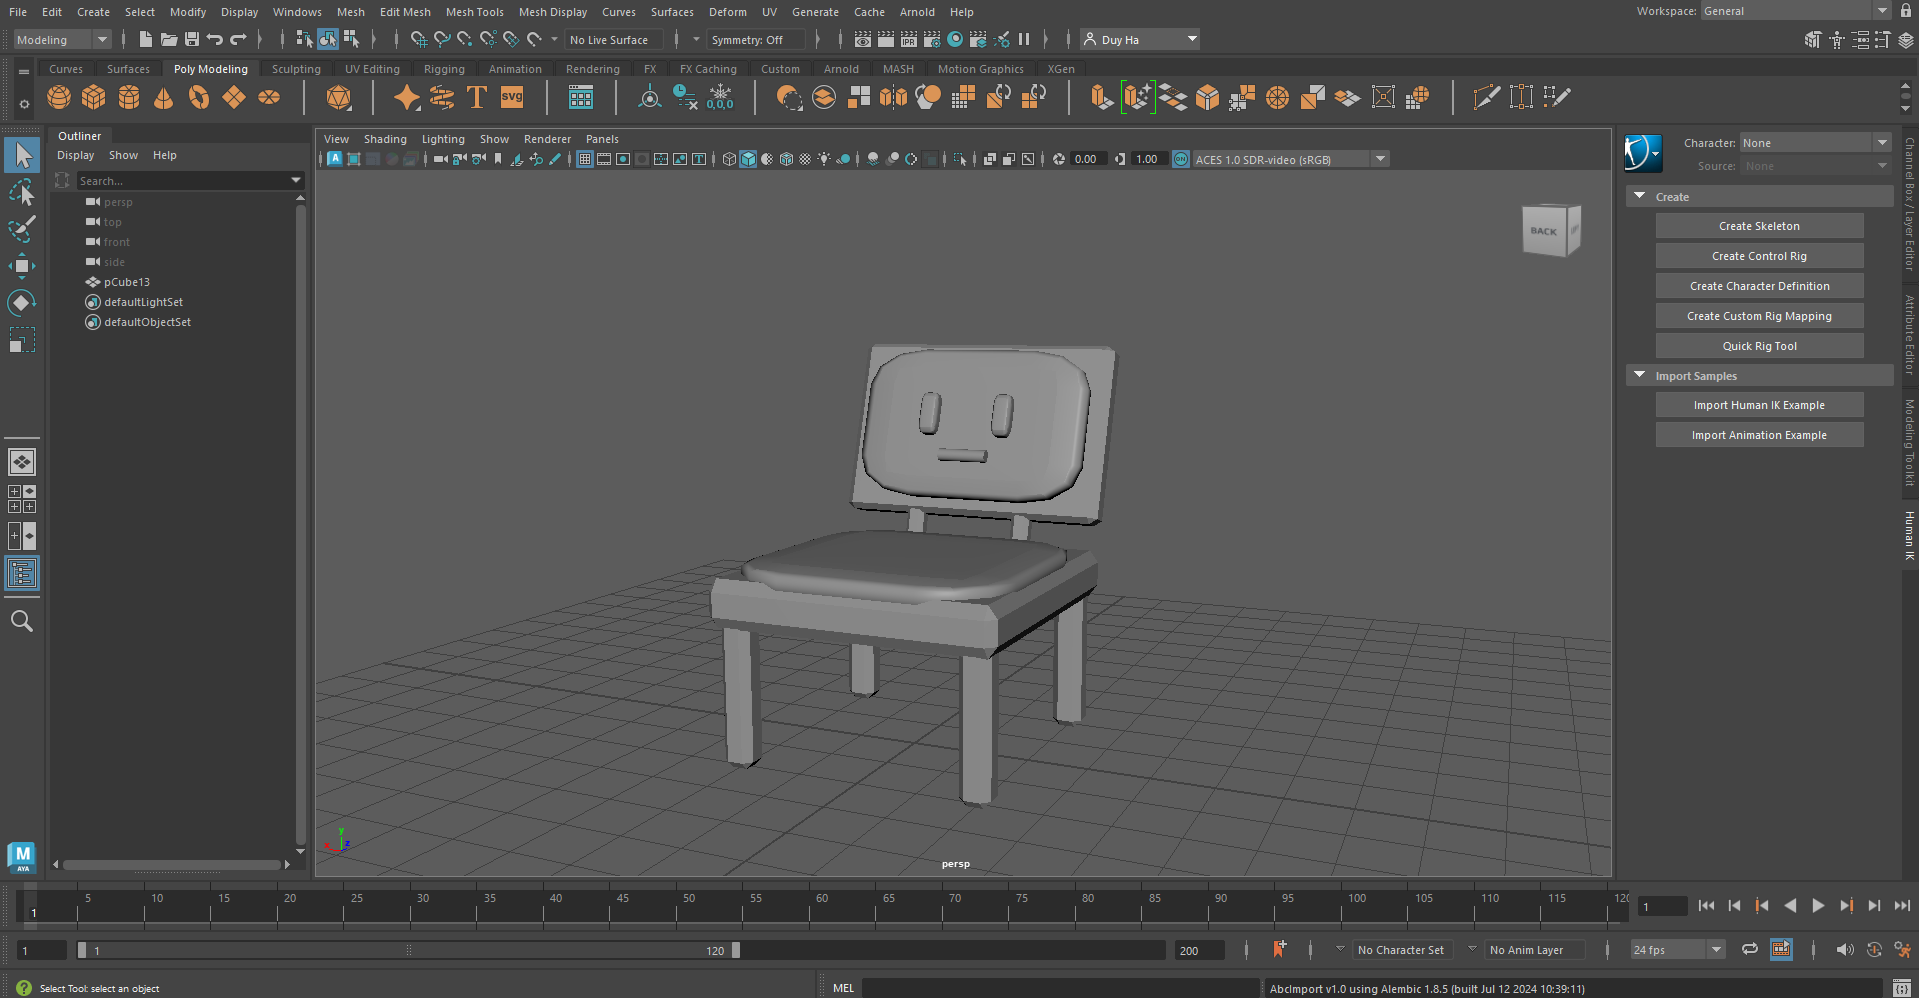 File Edit Create Select Modify Display Windows Mesh Edit Mesh Mesh Tools Mesh Display Curves Surfaces Deform UV Generate Cache Arnold Help Workspace: General
Modeling No Live Surface Symmetry: Off Duy Ha
Curves Surfaces Poly Modeling Sculpting UV Editing Rigging Animation Rendering FX FX Caching Custom Arnold MASH Motion Graphics XGen
T svg 0,0,0
Outliner
Display Show Help
Search...
persp
top
front
side
pCube13
defaultLightSet
defaultObjectSet
View Shading Lighting Show Renderer Panels
0.00 1.00 ACES 1.0 SDR-video (sRGB)
BACK
y
x z
persp
Character: None
Source: None
Create
Create Skeleton
Create Control Rig
Create Character Definition
Create Custom Rig Mapping
Quick Rig Tool
Import Samples
Import Human IK Example
Import Animation Example
Channel Box / Layer Editor
Attribute Editor
Modeling Toolkit
Human IK
M
AYA
5 10 15 20 25 30 35 40 45 50 55 60 65 70 75 80 85 90 95 100 105 110 115 120
1 1
1 1 120 200 No Character Set No Anim Layer 24 fps
Select Tool: select an object MEL AbcImport v1.0 using Alembic 1.8.5 (built Jul 12 2024 10:39:11)